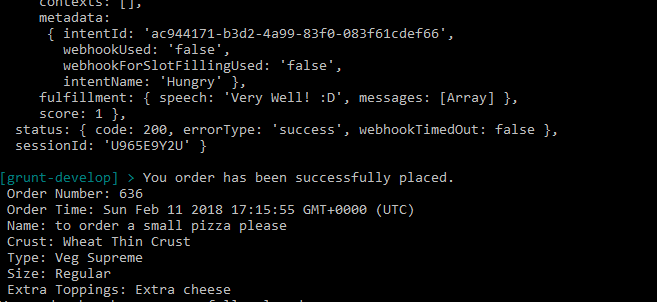 contexts: [],
metadata:
{ intentId: 'ac944171-b3d2-4a99-83f0-083f61cdef66',
webhookUsed: 'false',
webhookForSlotFillingUsed: 'false',
intentName: 'Hungry' },
fulfillment: { speech: 'Very Well! :D', messages: [Array] },
score: 1 },
status: { code: 200, errorType: 'success', webhookTimedOut: false },
sessionId: 'U965E9Y2U' }
[grunt-develop] > You order has been successfully placed.
Order Number: 636
Order Time: Sun Feb 11 2018 17:15:55 GMT+0000 (UTC)
Name: to order a small pizza please
Crust: Wheat Thin Crust
Type: Veg Supreme
Size: Regular
Extra Toppings: Extra cheese